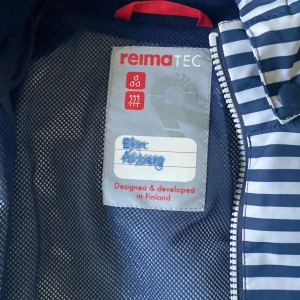 reimaTEC
Designed & developed
in Finland